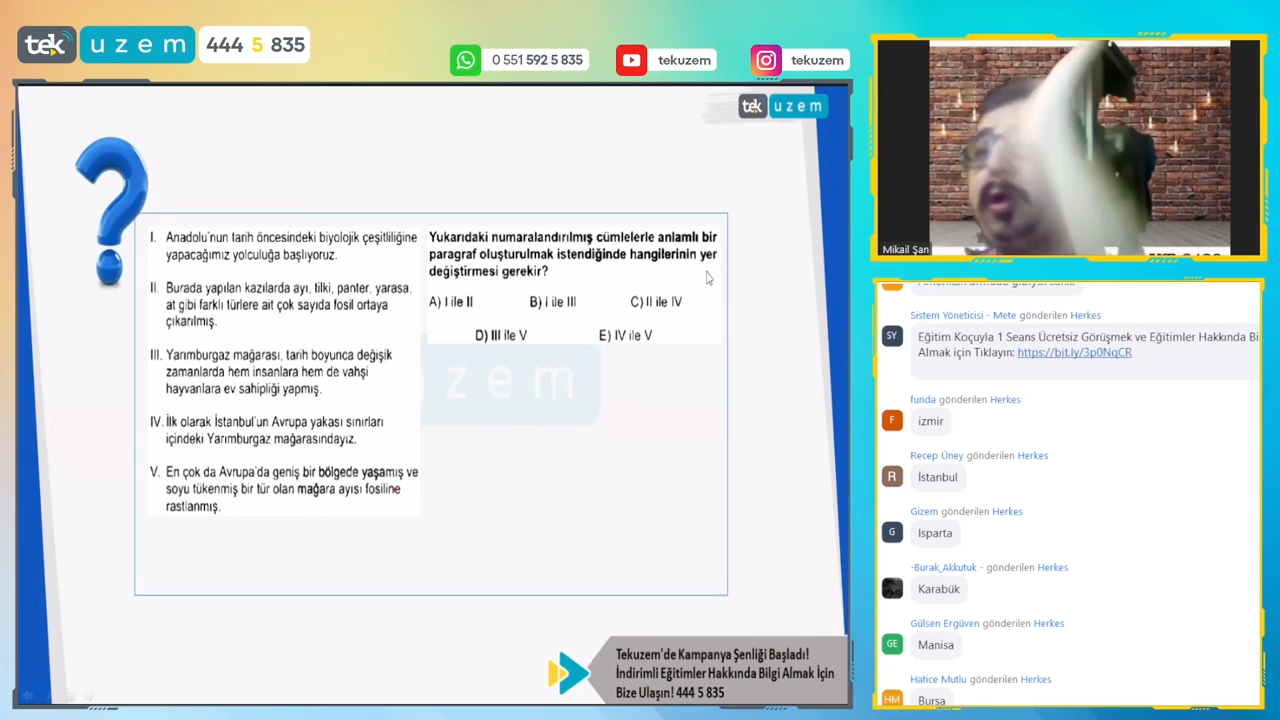 tek uzem 444 5 835
0 551 592 5 835
tekuzem
tekuzem
tek uzem
I. Anadolu'nun tarih öncesindeki biyolojik çeşitliliğine
yapacağımız yolculuğa başlıyoruz.
II. Burada yapılan kazılarda ayı, tilki, panter, yarasa,
at gibi farklı türlere ait çok sayıda fosil ortaya
çıkarılmış.
III. Yarımburgaz mağarası, tarih boyunca değişik
zamanlarda hem insanlara hem de vahşi
hayvanlara ev sahipliği yapmış.
IV. İlk olarak İstanbul'un Avrupa yakası sınırları
içindeki Yarımburgaz mağarasındayız.
V. En çok da Avrupa'da geniş bir bölgede yaşamış ve
soyu tükenmiş bir tür olan mağara ayısı fosiline
rastlanmış.
Yukarıdaki numaralandırılmış cümlelerle anlamlı bir
paragraf oluşturulmak istendiğinde hangilerinin yer
değiştirmesi gerekir?
A) I ile II B) I ile III C) II ile IV
D) III ile V E) IV ile V
zem
Tekuzem'de Kampanya Şenliği Başladı!
İndirimli Eğitimler Hakkında Bilgi Almak İçin
Bize Ulaşın! 444 5 835
Mikail Şan
Sistem Yöneticisi - Mete gönderilen Herkes
SY
Eğitim Koçuyla 1 Seans Ücretsiz Görüşmek ve Eğitimler Hakkında Bi
Almak için Tıklayın: https://bit.ly/3p0NqCR
funda gönderilen Herkes
F
izmir
Recep Üney gönderilen Herkes
R
İstanbul
Gizem gönderilen Herkes
G
Isparta
-Burak_Akkutuk - gönderilen Herkes
Karabük
Gülsen Ergüven gönderilen Herkes
GE
Manisa
Hatice Mutlu gönderilen Herkes
HM
Bursa